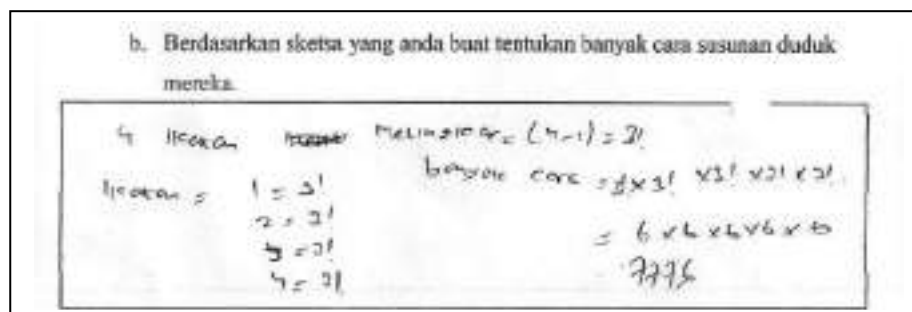 b. Berdasarkan sketsa yang anda buat tentukan banyak cara susunan duduk
mereka.
4 ikatan melingkar = (4-1) = 3!
ikatan = 1 = 3!
2 = 3!
3 = 3!
4 = 3!
banyak cara = 3! x 3! x 3! x 3!
= 6 x 6 x 6 x 6 x 6
7776